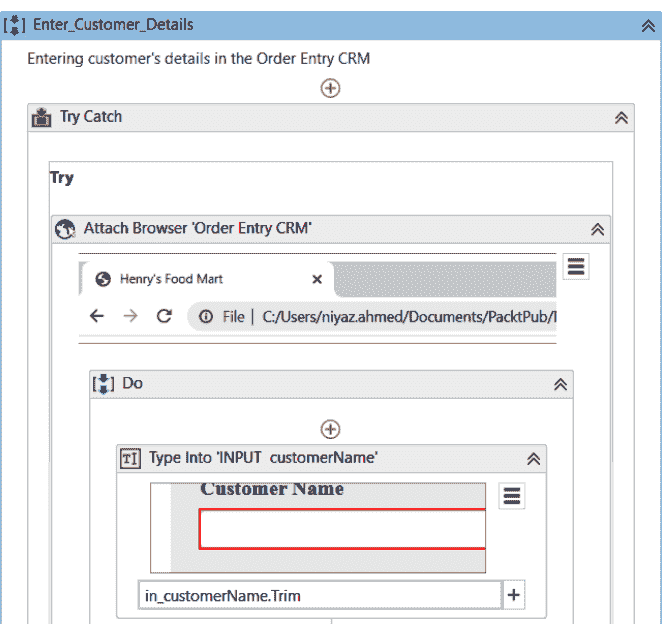 Enter_Customer_Details
Entering customer's details in the Order Entry CRM
Try Catch
Try
Attach Browser 'Order Entry CRM'
Henry's Food Mart
File | C:/Users/niyaz.ahmed/Documents/PacktPub/
Do
TI Type Into 'INPUT customerName'
Customer Name
in_customerName.Trim